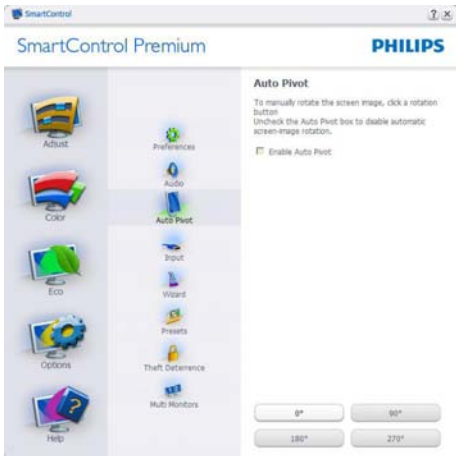 SmartControl
SmartControl Premium
PHILIPS
Adjust
Color
Eco
Options
Help
Preferences
Audio
Auto Pivot
Input
Wizard
Presets
Theft Deterrence
Multi Monitors
Auto Pivot
To manually rotate the screen image, click a rotation
button
Uncheck the Auto Pivot box to disable automatic
screen-image rotation.
Enable Auto Pivot
0°
90°
180°
270°